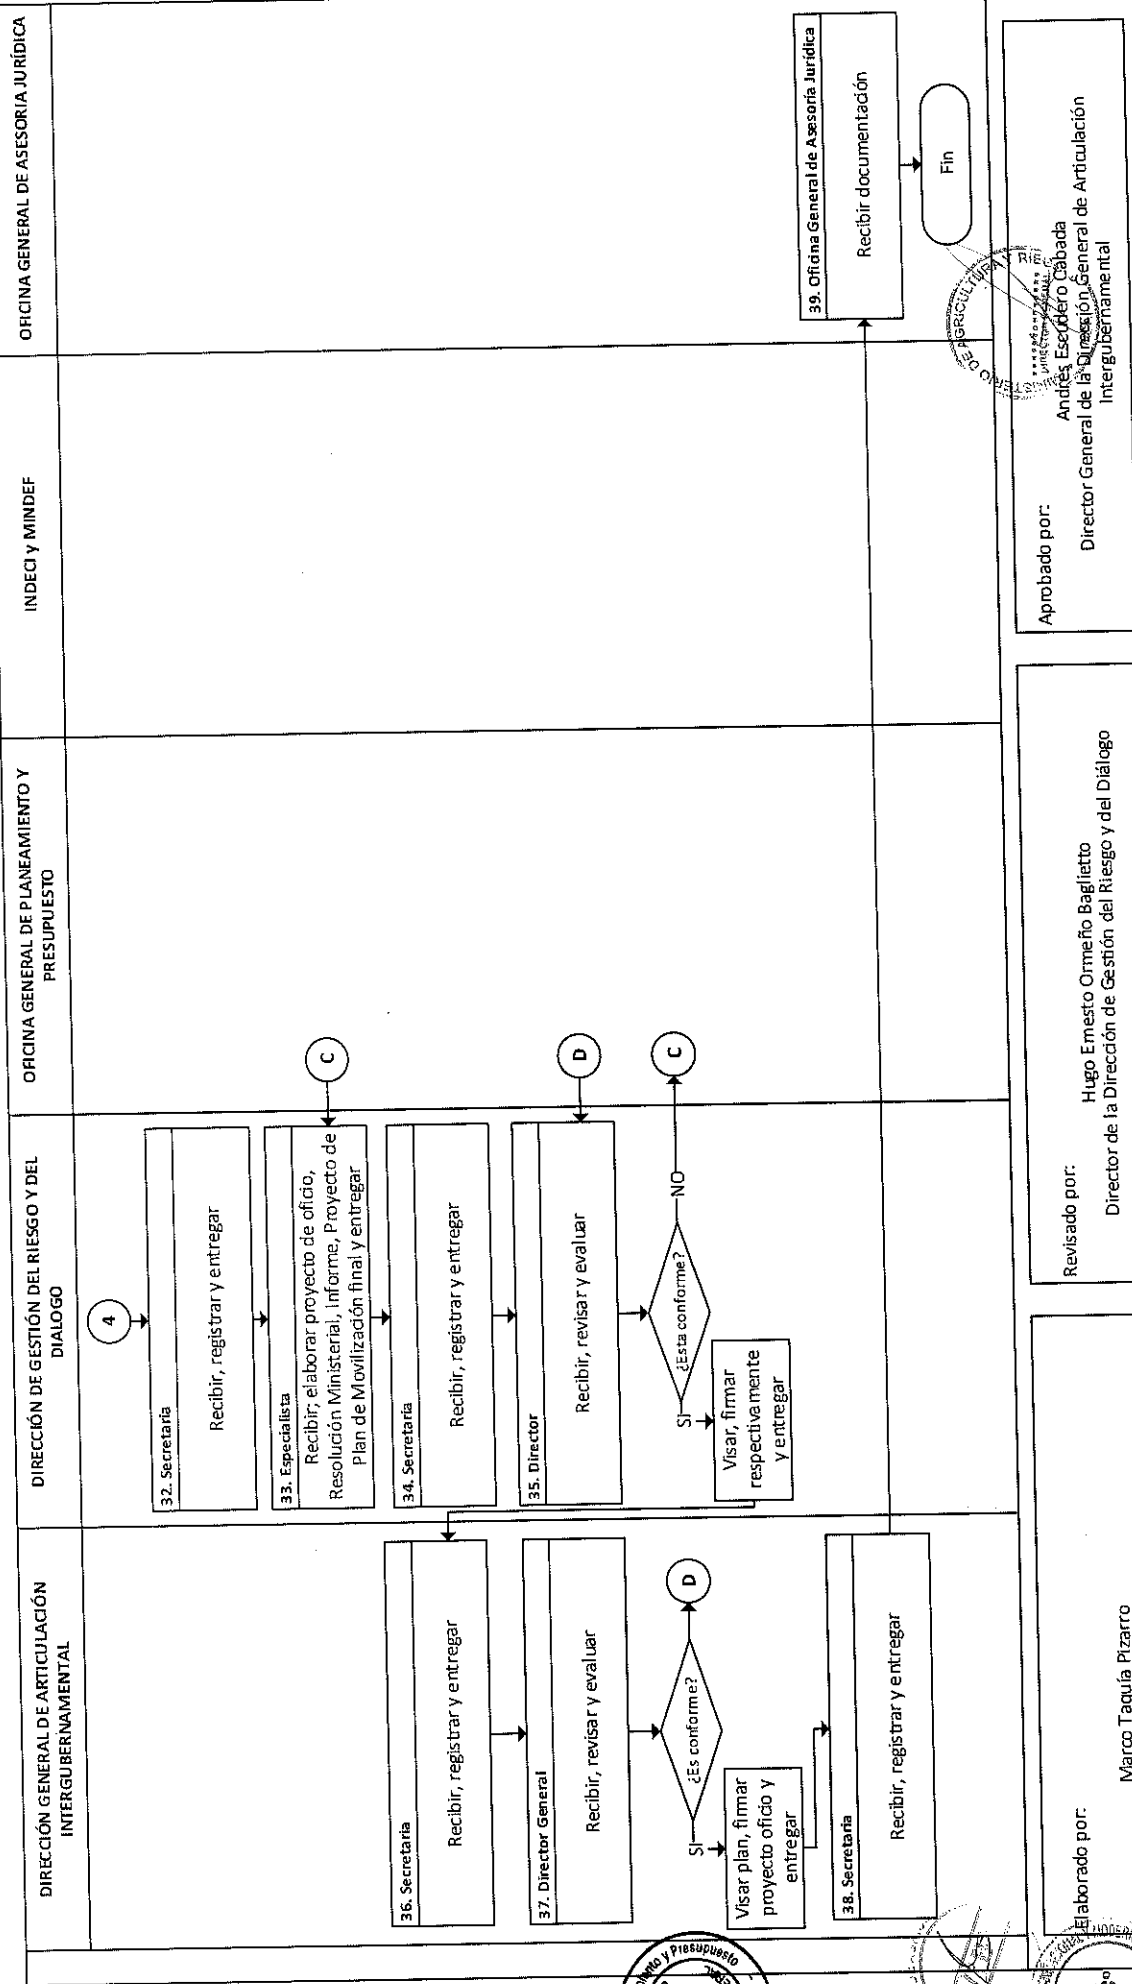 DIRECCIÓN GENERAL DE ARTICULACIÓN
INTERGUBERNAMENTAL
DIRECCIÓN DE GESTIÓN DEL RIESGO Y DEL
DIALOGO
OFICINA GENERAL DE PLANEAMIENTO Y
PRESUPUESTO
INDECI y MINDEF
OFICINA GENERAL DE ASESORIA JURÍDICA
4
32. Secretaria
Recibir, registrar y entregar
33. Especialista
Recibir; elaborar proyecto de oficio,
Resolución Ministerial, Informe, Proyecto de
Plan de Movilización final y entregar
C
34. Secretaria
Recibir, registrar y entregar
35. Director
Recibir, revisar y evaluar
D
¿Esta conforme?
NO
C
SI
Visar, firmar
respectivamente
y entregar
36. Secretaria
Recibir, registrar y entregar
37. Director General
Recibir, revisar y evaluar
¿Es conforme?
D
SI
Visar plan, firmar
proyecto oficio y
entregar
38. Secretaria
Recibir, registrar y entregar
39. Oficina General de Asesoria Jurídica
Recibir documentación
Fin
Elaborado por:
Marco Taquía Pizarro
Revisado por:
Hugo Ernesto Ormeño Baglietto
Director de la Dirección de Gestión del Riesgo y del Diálogo
Aprobado por:
Andrés Escudero Cabada
Director General de la Dirección General de Articulación
Intergubernamental
DE AGRICULTURA Y
y Presupuesto